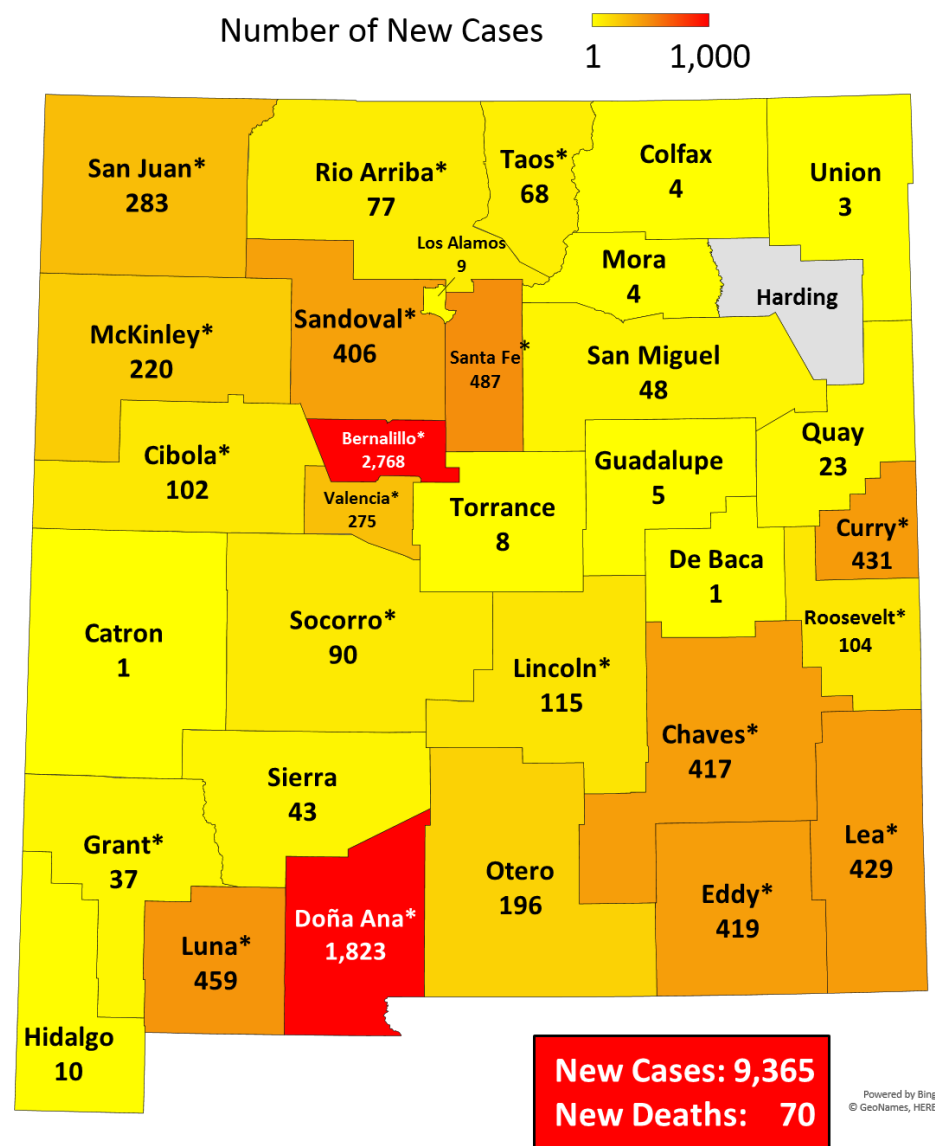 Number of New Cases
1 1,000
San Juan*
283
Rio Arriba*
77
Taos*
68
Colfax
4
Union
3
Los Alamos
9
Mora
4
Harding
McKinley*
220
Sandoval*
406
Santa Fe*
487
San Miguel
48
Cibola*
102
Bernalillo*
2,768
Valencia*
275
Torrance
8
Guadalupe
5
Quay
23
Curry*
431
De Baca
1
Roosevelt*
104
Catron
1
Socorro*
90
Lincoln*
115
Chaves*
417
Sierra
43
Grant*
37
Otero
196
Lea*
429
Eddy*
419
Luna*
459
Doña Ana*
1,823
Hidalgo
10
New Cases: 9,365
New Deaths: 70
Powered by Bing
© GeoNames, HERE